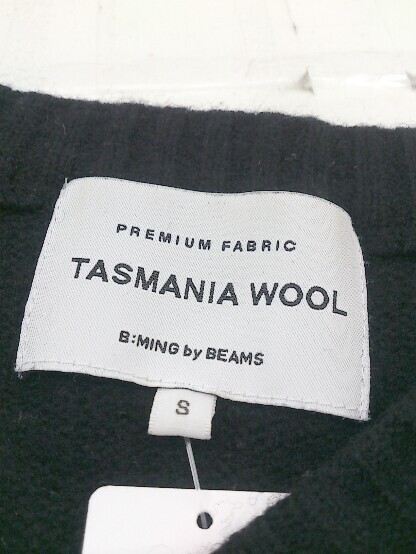 PREMIUM FABRIC
TASMANIA WOOL
B:MING by BEAMS
S